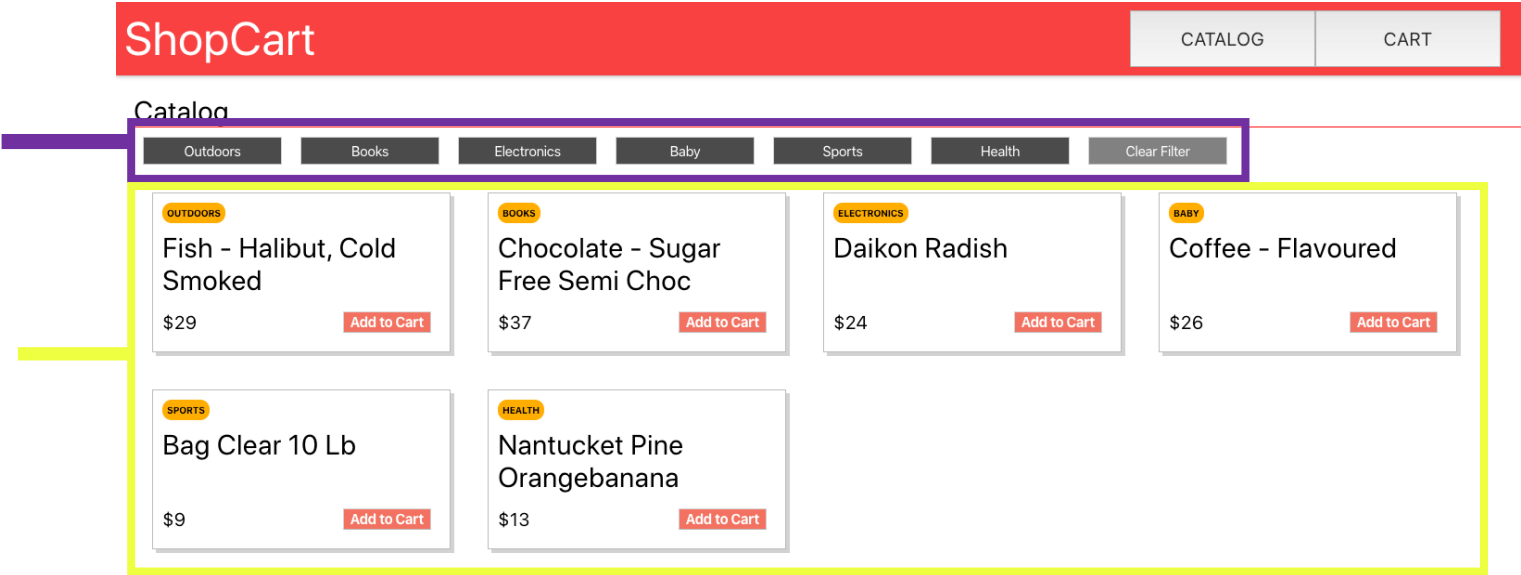 ShopCart
CATALOG
CART
Catalog
Outdoors
Books
Electronics
Baby
Sports
Health
Clear Filter
OUTDOORS
Fish - Halibut, Cold
Smoked
$29
Add to Cart
BOOKS
Chocolate - Sugar
Free Semi Choc
$37
Add to Cart
ELECTRONICS
Daikon Radish
$24
Add to Cart
BABY
Coffee - Flavoured
$26
Add to Cart
SPORTS
Bag Clear 10 Lb
$9
Add to Cart
HEALTH
Nantucket Pine
Orangebanana
$13
Add to Cart